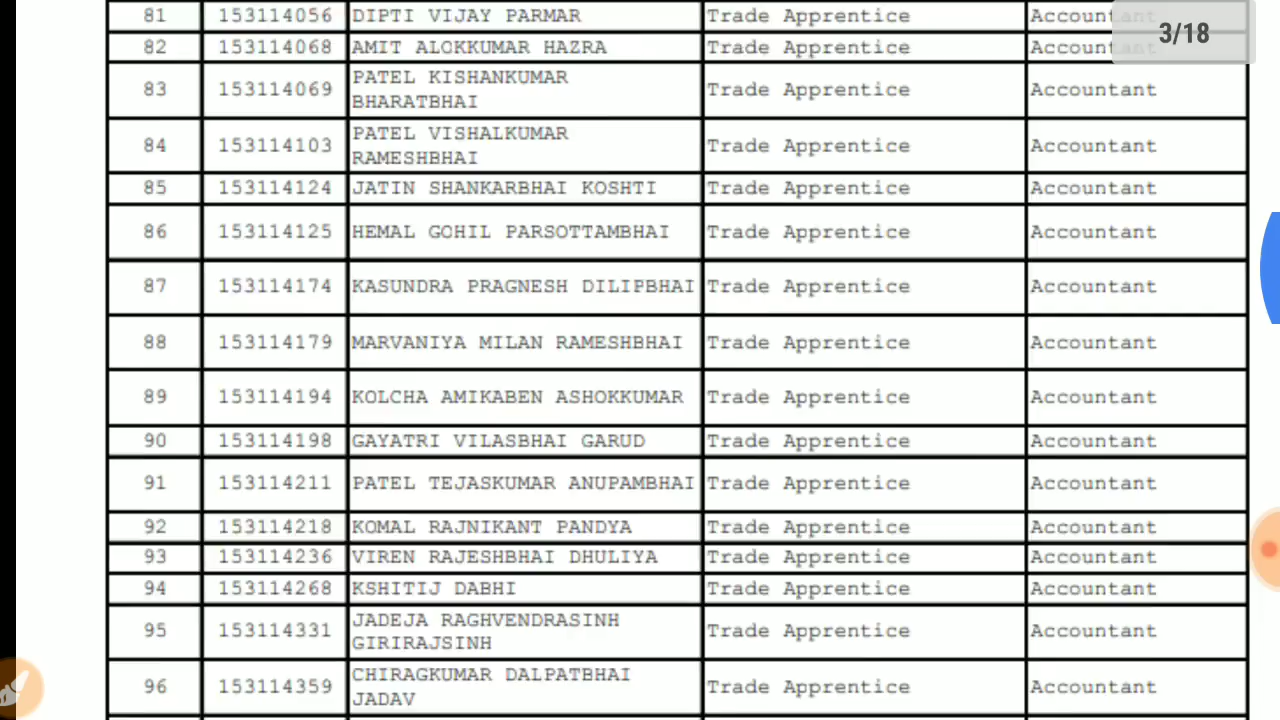 81 153114056 DIPTI VIJAY PARMAR Trade Apprentice Accountant
3/18
82 153114068 AMIT ALOKKUMAR HAZRA Trade Apprentice Accountant
83 153114069 PATEL KISHANKUMAR BHARATBHAI Trade Apprentice Accountant
84 153114103 PATEL VISHALKUMAR RAMESHBHAI Trade Apprentice Accountant
85 153114124 JATIN SHANKARBHAI KOSHTI Trade Apprentice Accountant
86 153114125 HEMAL GOHIL PARSOTTAMBHAI Trade Apprentice Accountant
87 153114174 KASUNDRA PRAGNESH DILIPBHAI Trade Apprentice Accountant
88 153114179 MARVANIYA MILAN RAMESHBHAI Trade Apprentice Accountant
89 153114194 KOLCHA AMIKABEN ASHOKKUMAR Trade Apprentice Accountant
90 153114198 GAYATRI VILASBHAI GARUD Trade Apprentice Accountant
91 153114211 PATEL TEJASKUMAR ANUPAMBHAI Trade Apprentice Accountant
92 153114218 KOMAL RAJNIKANT PANDYA Trade Apprentice Accountant
93 153114236 VIREN RAJESHBHAI DHULIYA Trade Apprentice Accountant
94 153114268 KSHITIJ DABHI Trade Apprentice Accountant
95 153114331 JADEJA RAGHVENDRASINH GIRIRAJSINH Trade Apprentice Accountant
96 153114359 CHIRAGKUMAR DALPATBHAI JADAV Trade Apprentice Accountant